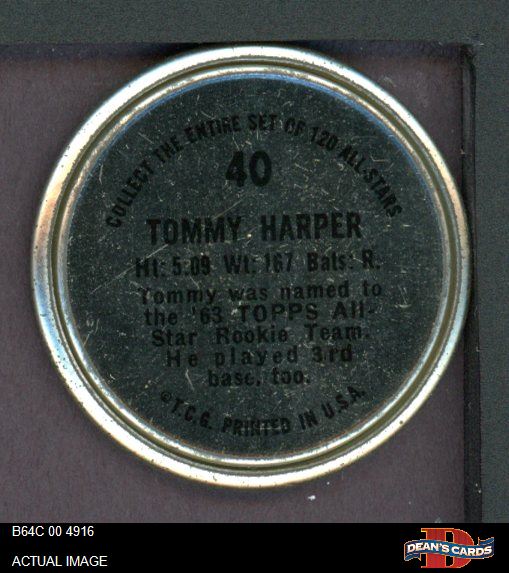 COLLECT THE ENTIRE SET OF 120 ALL-STARS
40
TOMMY HARPER
Ht: 5.09 Wt: 167 Bats: R.
Tommy was named to
the '63 TOPPS All-
Star Rookie Team.
He played 3rd
base, too.
©T.C.G. PRINTED IN U.S.A.
B64C 00 4916
ACTUAL IMAGE
D
DEAN'S CARDS